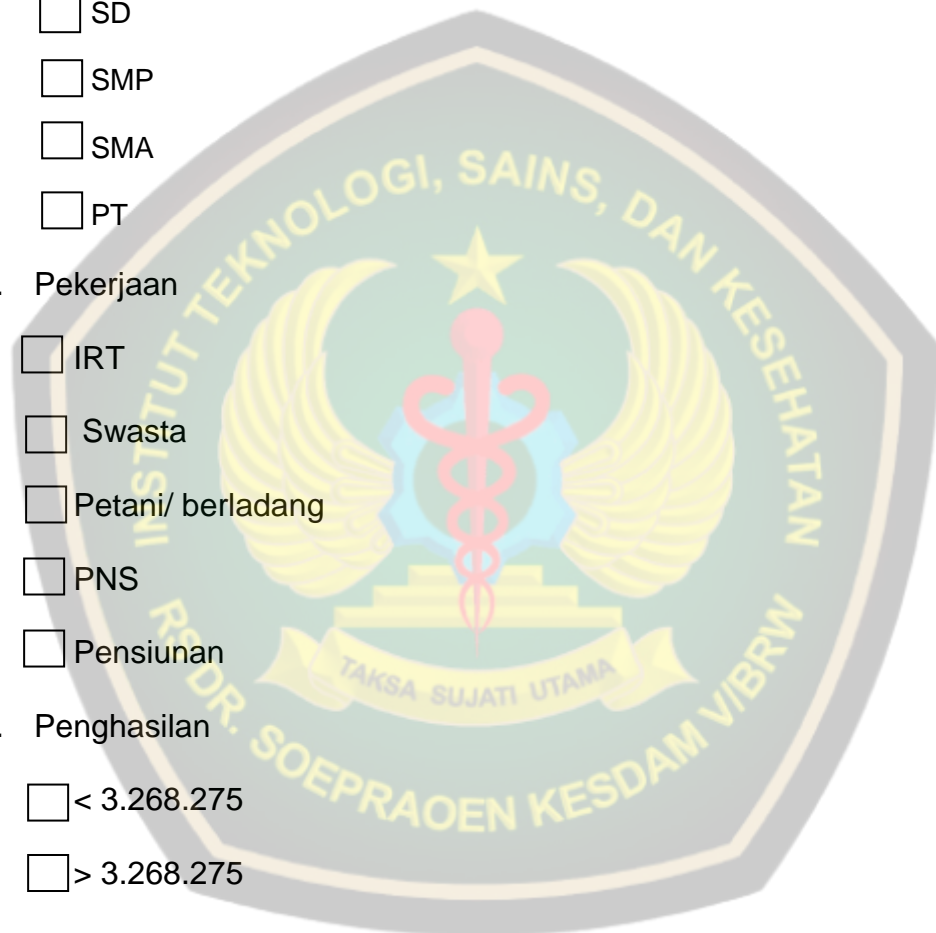 SD
SMP
SMA
PT
. Pekerjaan
IRT
Swasta
Petani/ berladang
PNS
Pensiunan
. Penghasilan
< 3.268.275
> 3.268.275
INSTITUT TEKNOLOGI, SAINS, DAN KESEHATAN
TAKSA SUJATI UTAMA
RS DR. SOEPRAOEN KESDAM V/BRW